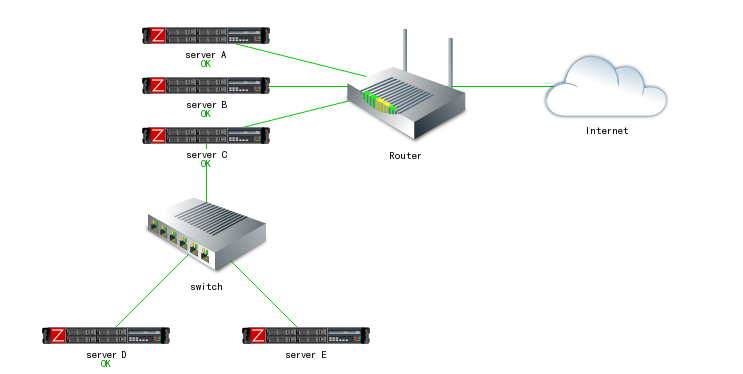 server A
OK
server B
OK
Router
Internet
server C
OK
switch
server D
OK
server E